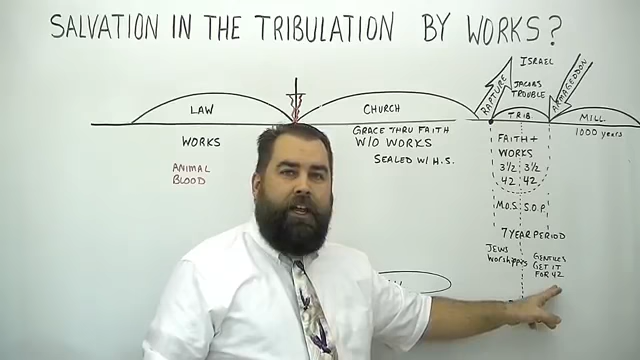 SALVATION IN THE TRIBULATION BY WORKS?
ISRAEL
JACOBS
TROUBLE
RAPTURE
ARMAGEDDON
LAW
CHURCH
TRIB
MILL.
1000 years
WORKS
GRACE THRU FAITH
W/O WORKS
SEALED W/ H.S.
FAITH +
WORKS
3½ 3½
42 42
ANIMAL
BLOOD
M.O.S. S.O.P.
7 YEAR PERIOD
JEWS
GENTILES
GET IT
FOR 42